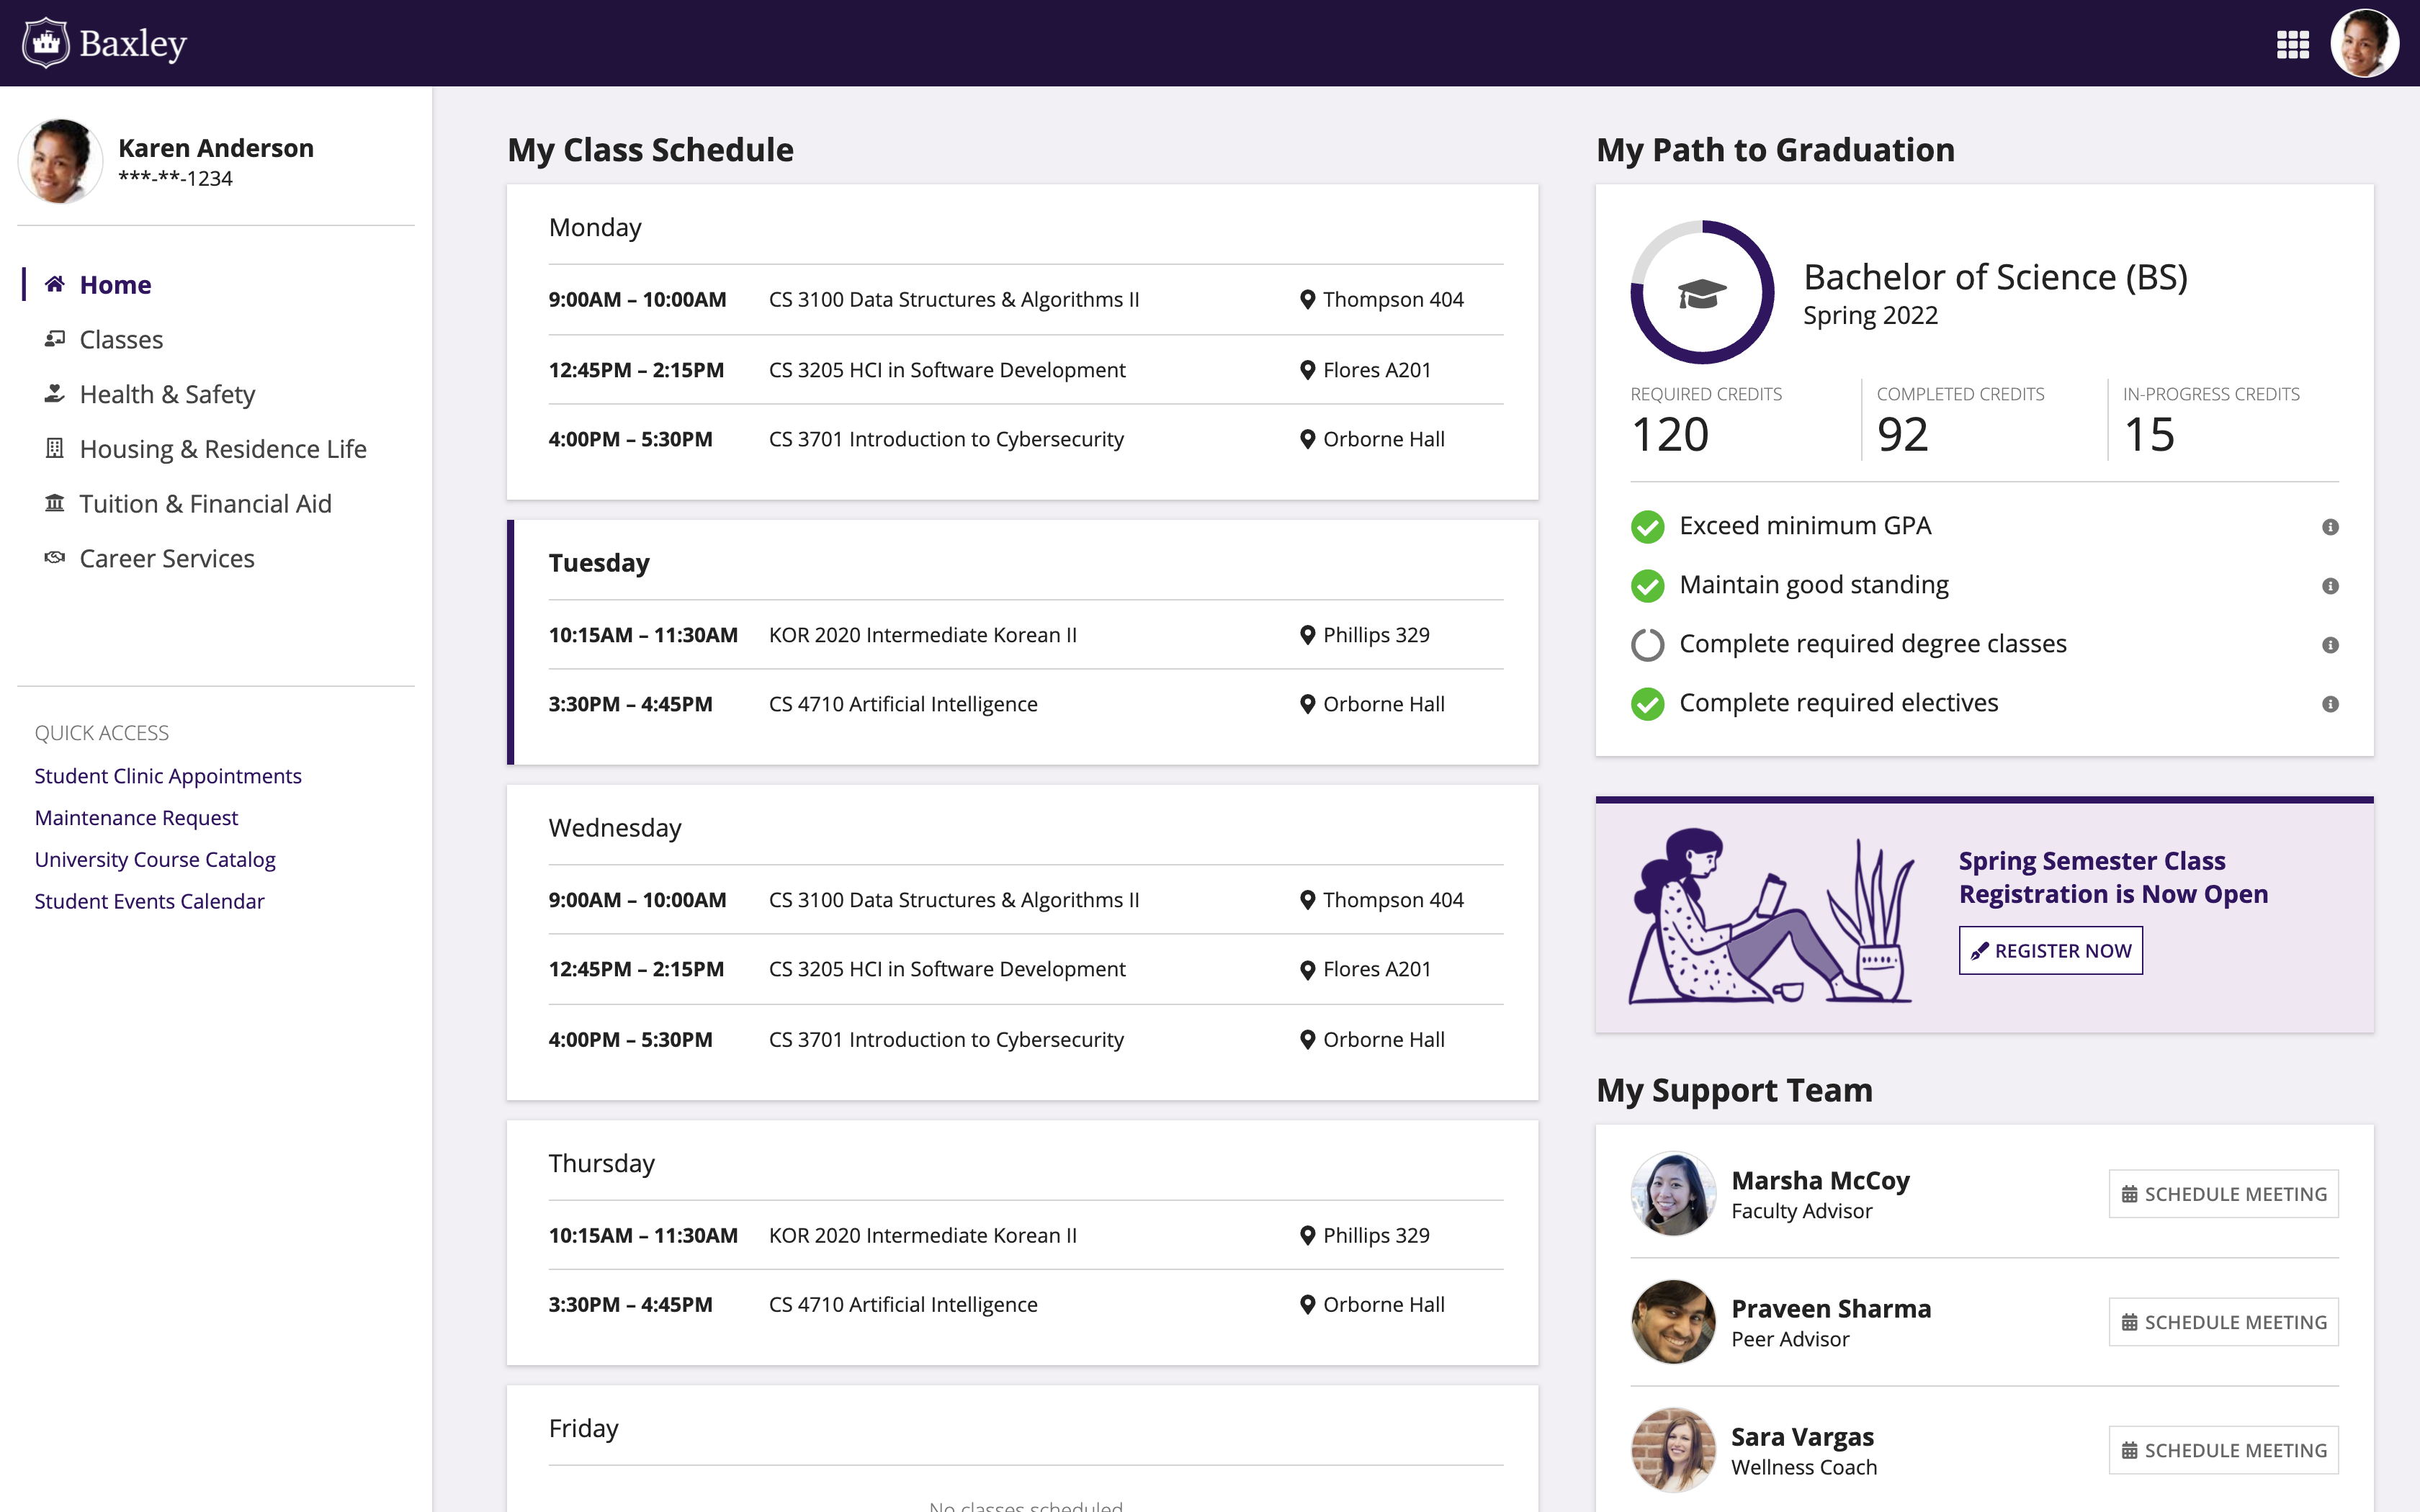 Baxley
Karen Anderson
***-**-1234
Home
Classes
Health & Safety
Housing & Residence Life
Tuition & Financial Aid
Career Services
QUICK ACCESS
Student Clinic Appointments
Maintenance Request
University Course Catalog
Student Events Calendar
My Class Schedule
Monday
9:00AM – 10:00AM CS 3100 Data Structures & Algorithms II Thompson 404
12:45PM – 2:15PM CS 3205 HCI in Software Development Flores A201
4:00PM – 5:30PM CS 3701 Introduction to Cybersecurity Orborne Hall
Tuesday
10:15AM – 11:30AM KOR 2020 Intermediate Korean II Phillips 329
3:30PM – 4:45PM CS 4710 Artificial Intelligence Orborne Hall
Wednesday
9:00AM – 10:00AM CS 3100 Data Structures & Algorithms II Thompson 404
12:45PM – 2:15PM CS 3205 HCI in Software Development Flores A201
4:00PM – 5:30PM CS 3701 Introduction to Cybersecurity Orborne Hall
Thursday
10:15AM – 11:30AM KOR 2020 Intermediate Korean II Phillips 329
3:30PM – 4:45PM CS 4710 Artificial Intelligence Orborne Hall
Friday
No classes scheduled
My Path to Graduation
Bachelor of Science (BS)
Spring 2022
REQUIRED CREDITS COMPLETED CREDITS IN-PROGRESS CREDITS
120 92 15
Exceed minimum GPA
Maintain good standing
Complete required degree classes
Complete required electives
Spring Semester Class
Registration is Now Open
REGISTER NOW
My Support Team
Marsha McCoy
Faculty Advisor
SCHEDULE MEETING
Praveen Sharma
Peer Advisor
SCHEDULE MEETING
Sara Vargas
Wellness Coach
SCHEDULE MEETING